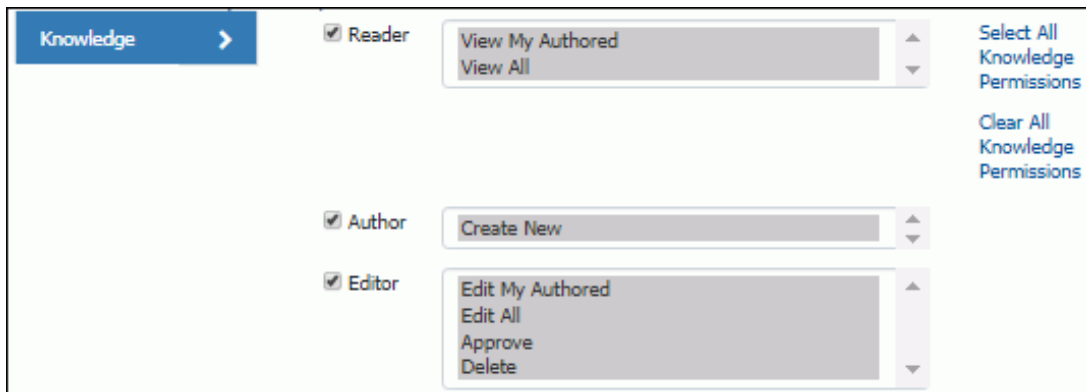 Knowledge
Reader
View My Authored
View All
Select All
Knowledge
Permissions
Clear All
Knowledge
Permissions
Author
Create New
Editor
Edit My Authored
Edit All
Approve
Delete